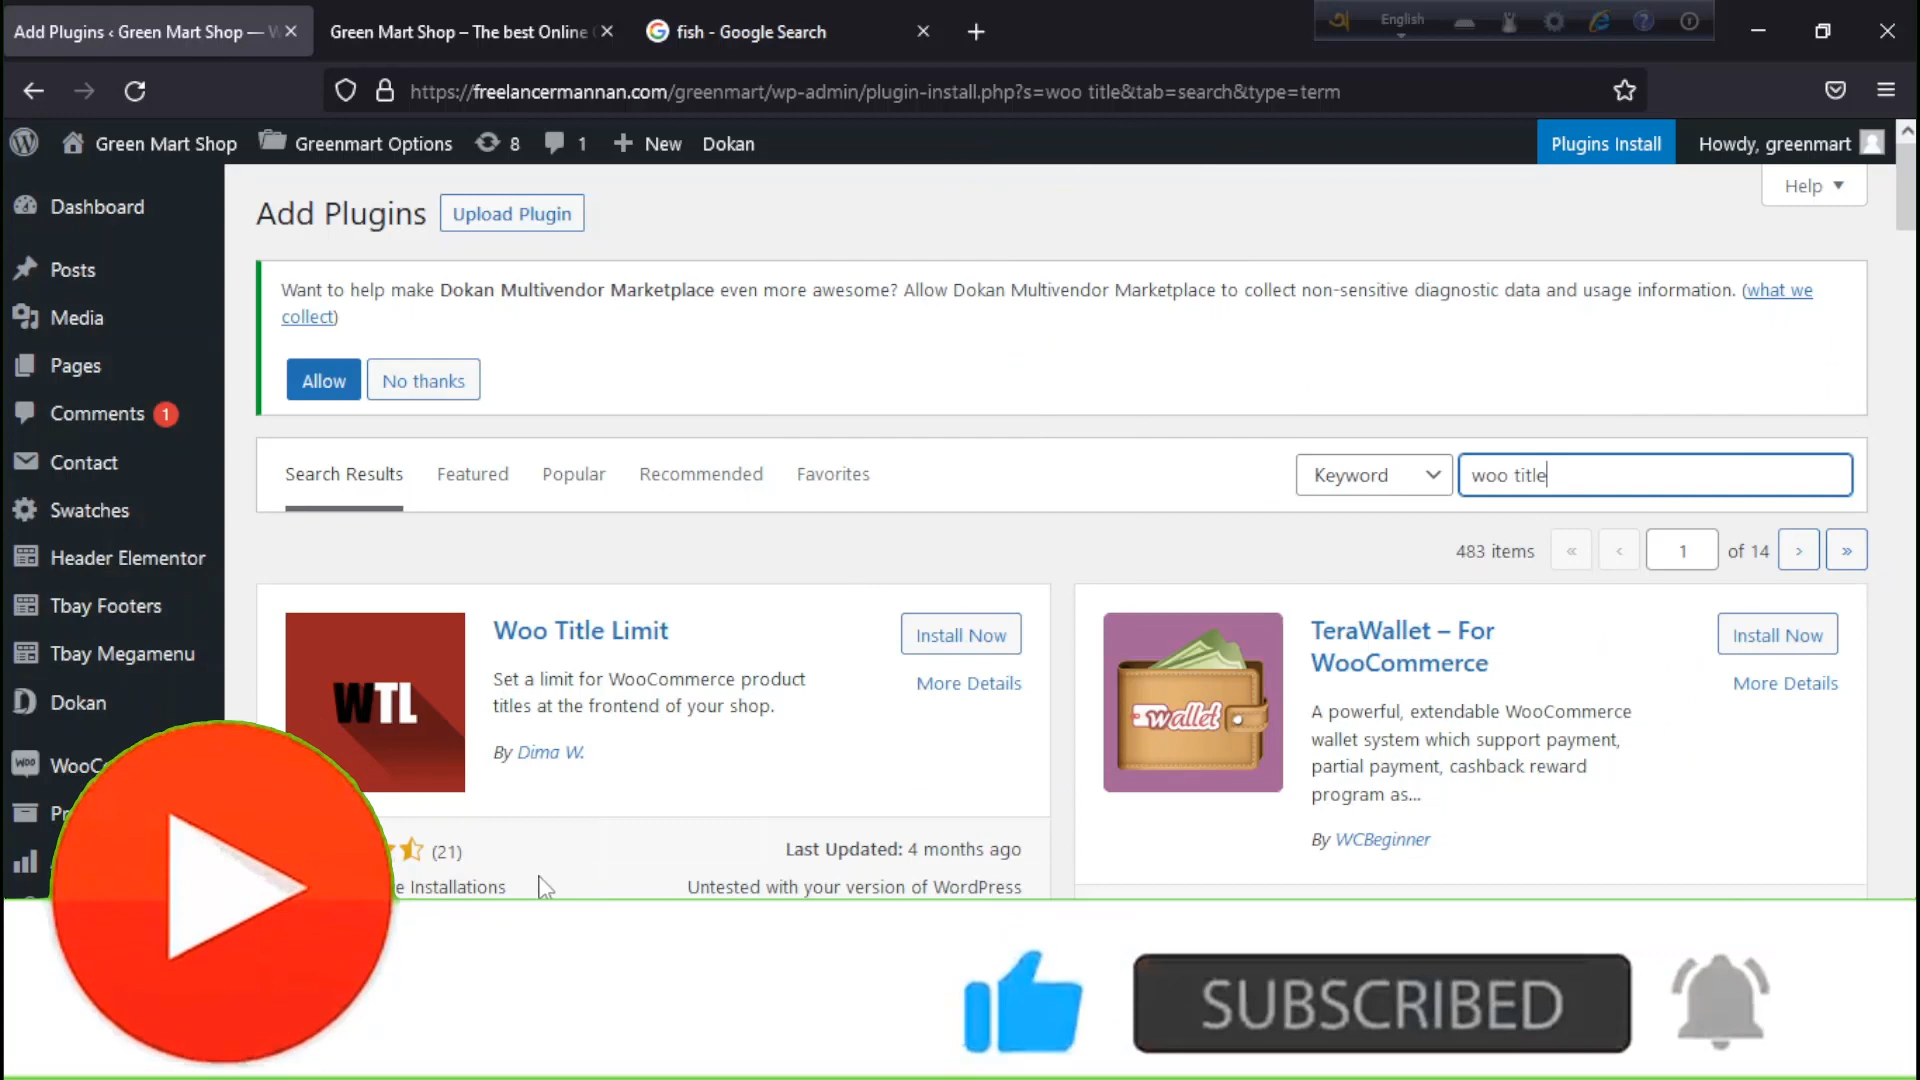 Add Plugins ‹ Green Mart Shop — W
Green Mart Shop – The best Online
fish - Google Search
English
https://freelancermannan.com/greenmart/wp-admin/plugin-install.php?s=woo title&tab=search&type=term
Green Mart Shop
Greenmart Options
8
1
New
Dokan
Plugins Install
Howdy, greenmart
Dashboard
Posts
Media
Pages
Comments 1
Contact
Swatches
Header Elementor
Tbay Footers
Tbay Megamenu
Dokan
WooC
Pr
Help
Add Plugins
Upload Plugin
Want to help make Dokan Multivendor Marketplace even more awesome? Allow Dokan Multivendor Marketplace to collect non-sensitive diagnostic data and usage information. (what we
collect)
Allow
No thanks
Search Results
Featured
Popular
Recommended
Favorites
Keyword
woo title
483 items
«
‹
1
of 14
›
»
WTL
Woo Title Limit
Install Now
More Details
Set a limit for WooCommerce product
titles at the frontend of your shop.
By Dima W.
(21)
Last Updated: 4 months ago
e Installations
Untested with your version of WordPress
wallet
TeraWallet – For
WooCommerce
Install Now
More Details
A powerful, extendable WooCommerce
wallet system which support payment,
partial payment, cashback reward
program as...
By WCBeginner
SUBSCRIBED